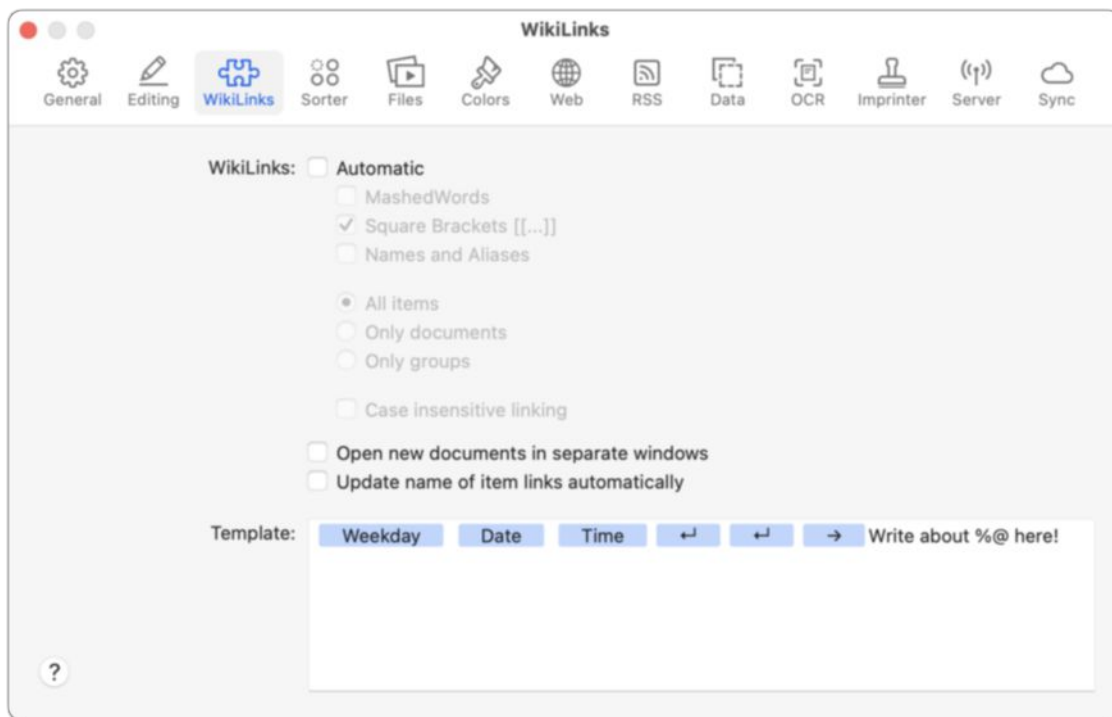 WikiLinks
General Editing WikiLinks Sorter Files Colors Web RSS Data OCR Imprinter Server Sync
WikiLinks: Automatic
MashedWords
Square Brackets [[...]]
Names and Aliases
All items
Only documents
Only groups
Case insensitive linking
Open new documents in separate windows
Update name of item links automatically
Template: Weekday Date Time ↵ ↵ → Write about %@ here!
?